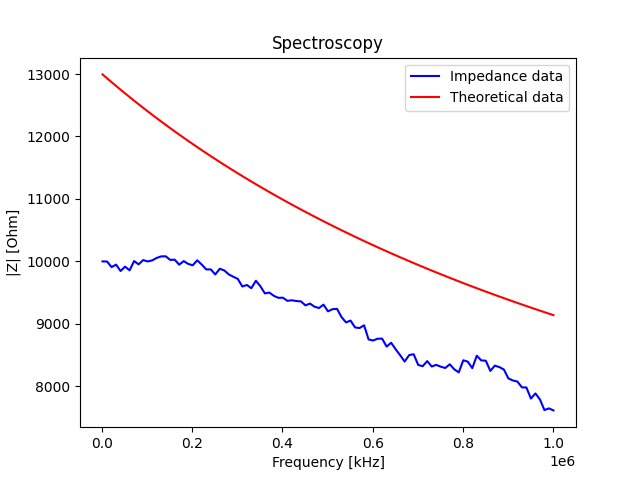 Spectroscopy
Impedance data
Theoretical data
|Z| [Ohm]
13000
12000
11000
10000
9000
8000
0.0 0.2 0.4 0.6 0.8 1.0
1e6
Frequency [kHz]